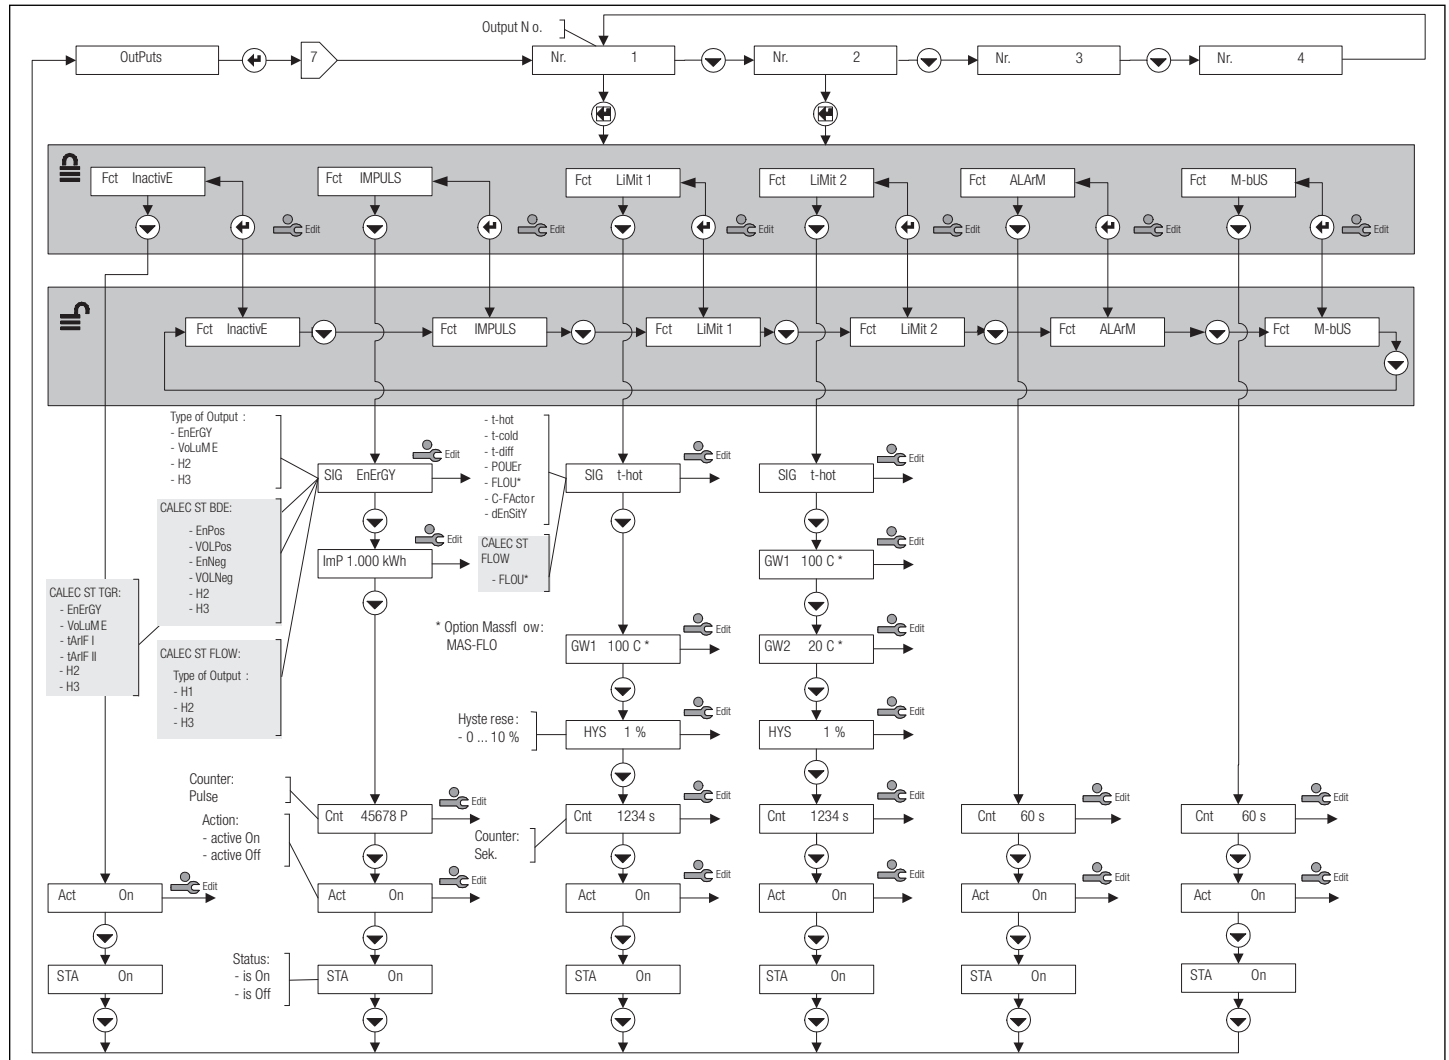 Output N o.
OutPuts
7
Nr. 1
Nr. 2
Nr. 3
Nr. 4
Fct InactivE
Fct IMPULS
Fct LiMit 1
Fct LiMit 2
Fct ALArM
Fct M-bUS
Edit
Edit
Edit
Edit
Edit
Edit
Fct InactivE
Fct IMPULS
Fct LiMit 1
Fct LiMit 2
Fct ALArM
Fct M-bUS
Type of Output :
- EnErGY
- VoLuME
- H2
- H3
CALEC ST BDE:
- EnPos
- VOLPos
- EnNeg
- VOLNeg
- H2
- H3
CALEC ST TGR:
- EnErGY
- VoLuME
- tArIF I
- tArIF II
- H2
- H3
CALEC ST FLOW:
Type of Output :
- H1
- H2
- H3
Act On
Edit
STA On
SIG EnErGY
Edit
ImP 1.000 kWh
Edit
Counter:
Pulse
Cnt 45678 P
Edit
Action:
- active On
- active Off
Act On
Edit
Status:
- is On
- is Off
STA On
- t-hot
- t-cold
- t-diff
- POUEr
- FLOU*
- C-FActor
- dEnSitY
CALEC ST
FLOW
- FLOU*
* Option Massfl ow:
MAS-FLO
SIG t-hot
Edit
GW1 100 C *
Edit
Hyste rese :
- 0 ... 10 %
HYS 1 %
Edit
Counter:
Sek.
Cnt 1234 s
Edit
Act On
Edit
STA On
SIG t-hot
Edit
GW1 100 C *
Edit
GW2 20 C *
Edit
HYS 1 %
Edit
Cnt 1234 s
Edit
Act On
Edit
STA On
Cnt 60 s
Edit
Act On
Edit
STA On
Cnt 60 s
Edit
Act On
Edit
STA On